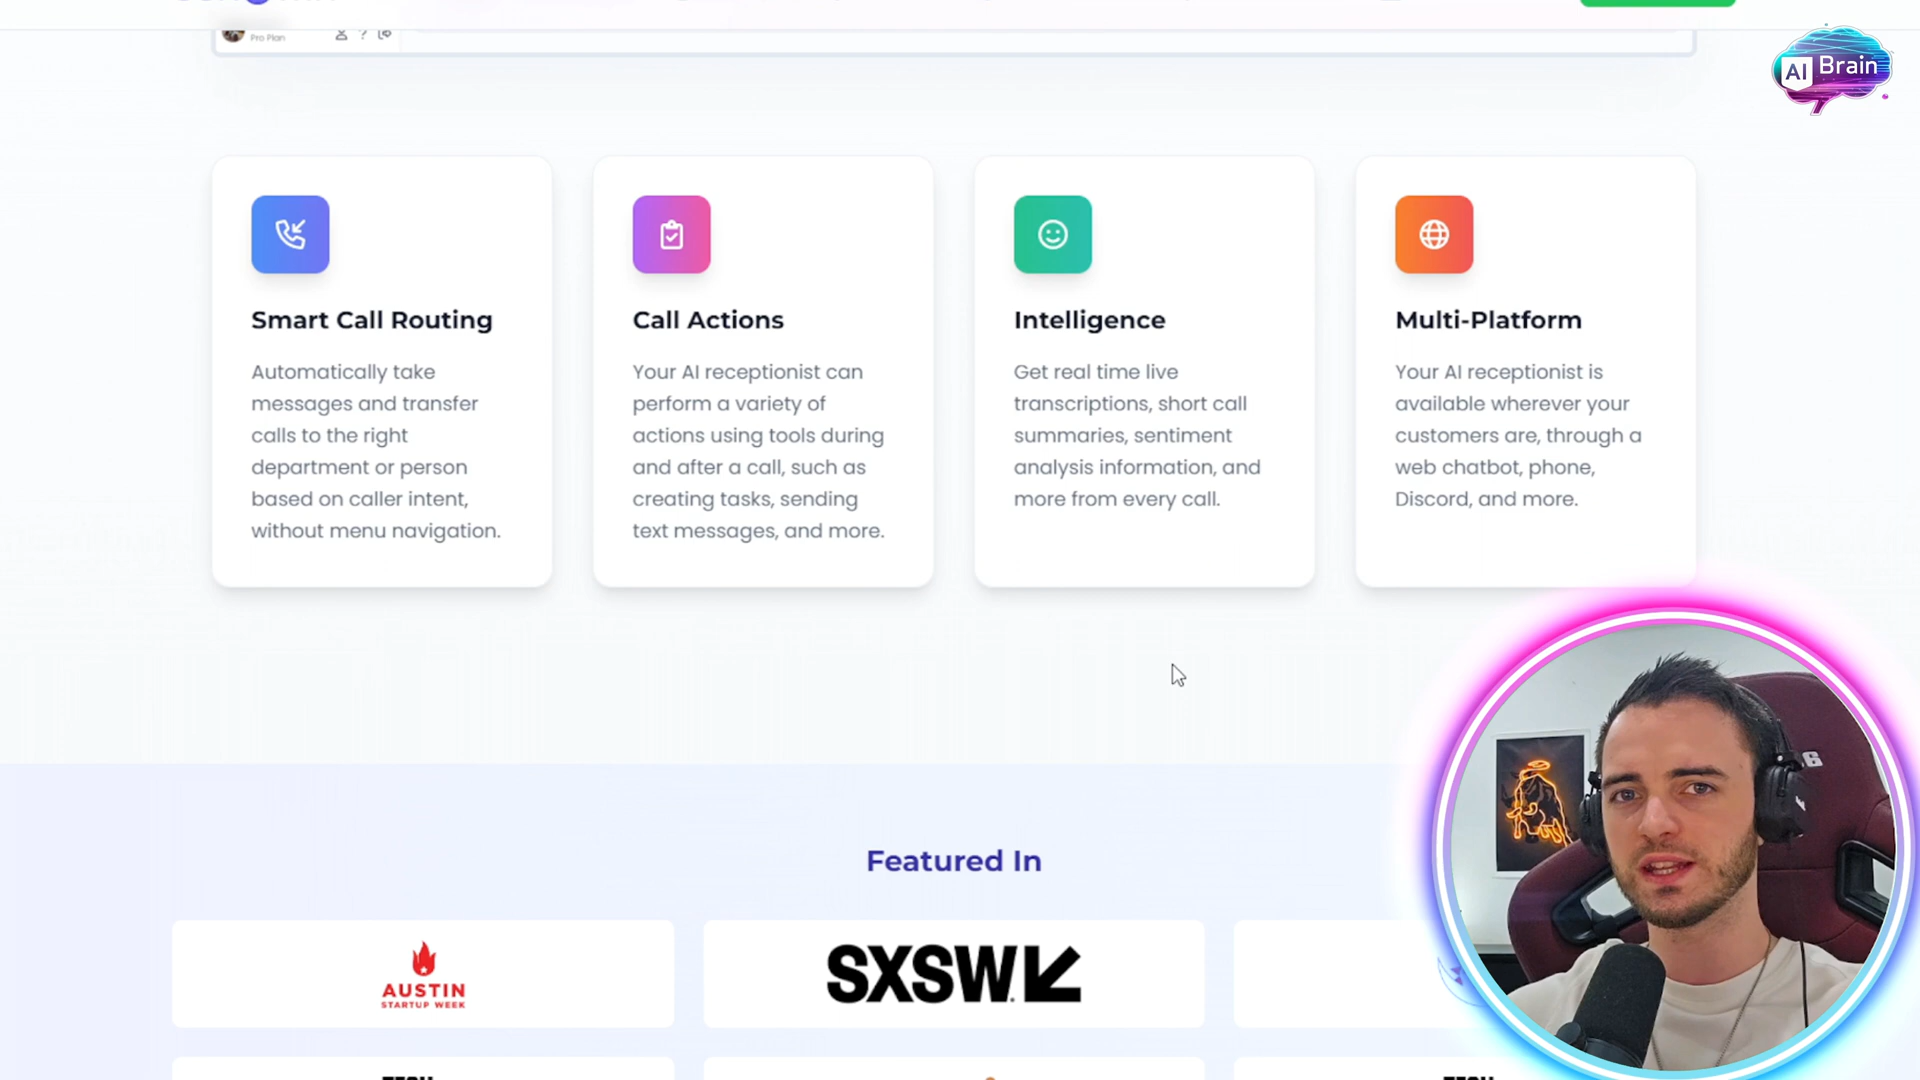 Pro Plan
AI Brain
Smart Call Routing
Automatically take
messages and transfer
calls to the right
department or person
based on caller intent,
without menu navigation.
Call Actions
Your AI receptionist can
perform a variety of
actions using tools during
and after a call, such as
creating tasks, sending
text messages, and more.
Intelligence
Get real time live
transcriptions, short call
summaries, sentiment
analysis information, and
more from every call.
Multi-Platform
Your AI receptionist is
available wherever your
customers are, through a
web chatbot, phone,
Discord, and more.
Featured In
AUSTIN
STARTUP WEEK
SXSW